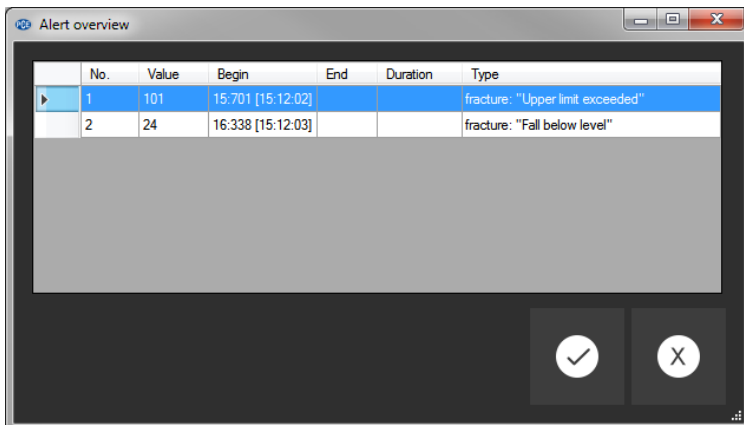 PCE Alert overview
No. Value Begin End Duration Type
1 101 15:701 [15:12:02] fracture: "Upper limit exceeded"
2 24 16:338 [15:12:03] fracture: "Fall below level"
X